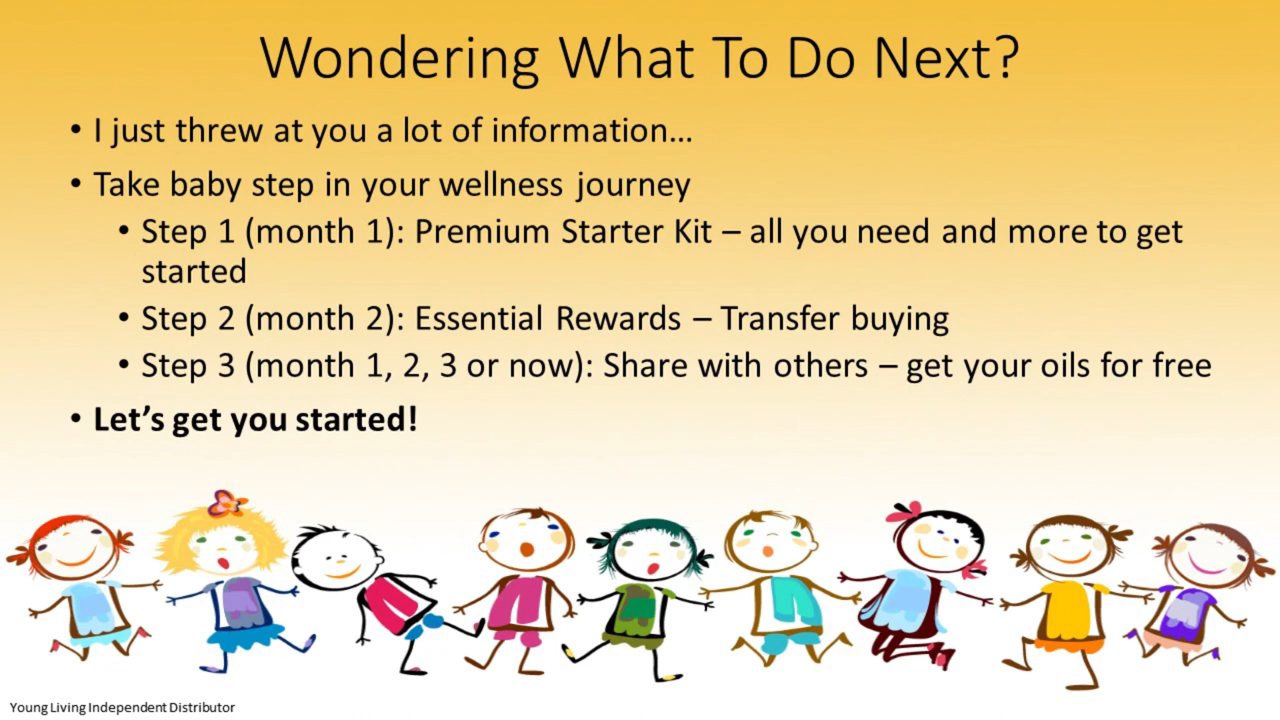 Wondering What To Do Next?
• I just threw at you a lot of information...
• Take baby step in your wellness journey
• Step 1 (month 1): Premium Starter Kit – all you need and more to get
started
• Step 2 (month 2): Essential Rewards – Transfer buying
• Step 3 (month 1, 2, 3 or now): Share with others – get your oils for free
• Let's get you started!
Young Living Independent Distributor